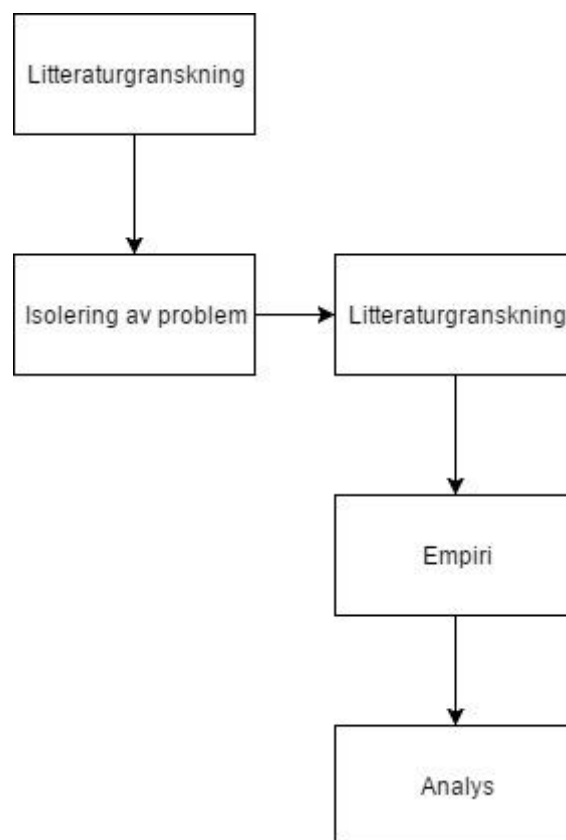 Litteraturgranskning
Isolering av problem
Litteraturgranskning
Empiri
Analys